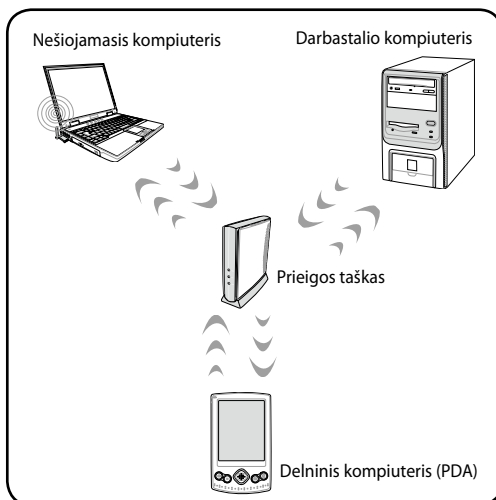 Nešiojamasis kompiuteris
Darbastalio kompiuteris
Prieigos taškas
Delninis kompiuteris (PDA)